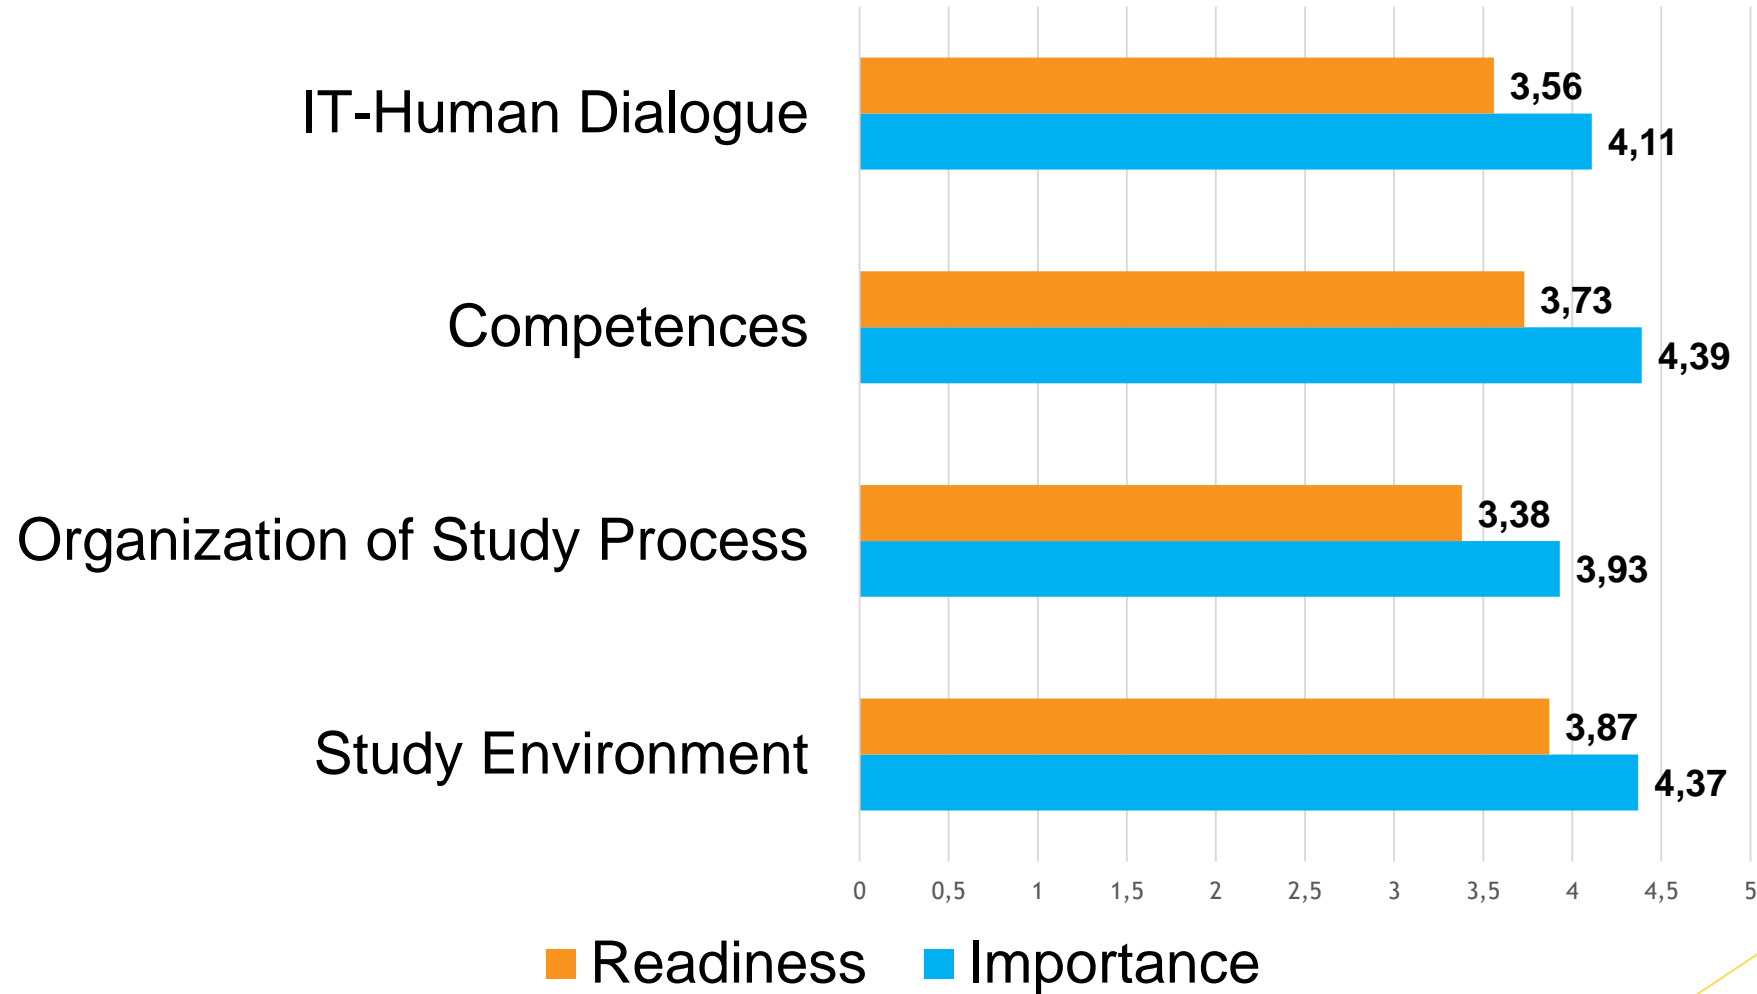 IT-Human Dialogue
3,56
4,11
Competences
3,73
4,39
Organization of Study Process
3,38
3,93
Study Environment
3,87
4,37
0 0,5 1 1,5 2 2,5 3 3,5 4 4,5 5
Readiness Importance